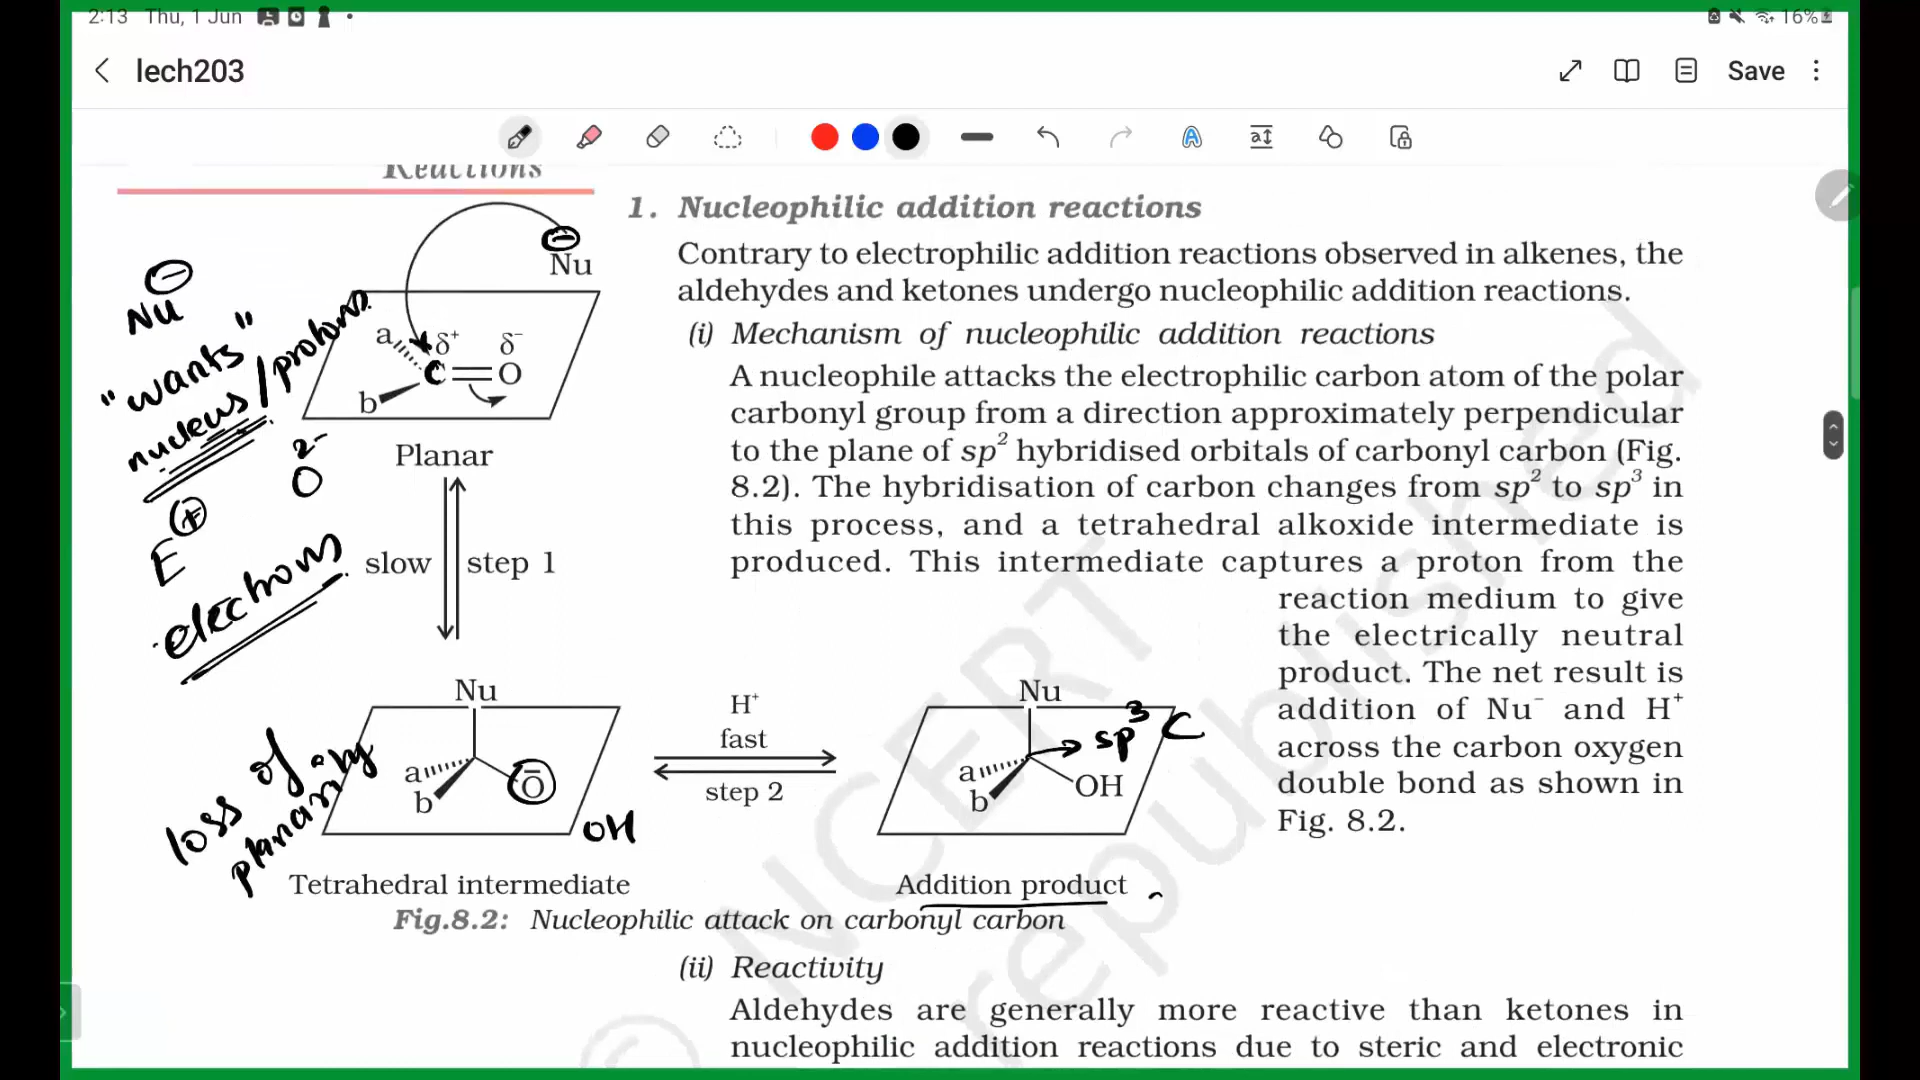 2:13 Thu, 1 Jun
16%
lech203
Save
Reactions
1. Nucleophilic addition reactions
Contrary to electrophilic addition reactions observed in alkenes, the
aldehydes and ketones undergo nucleophilic addition reactions.
(i) Mechanism of nucleophilic addition reactions
A nucleophile attacks the electrophilic carbon atom of the polar
carbonyl group from a direction approximately perpendicular
to the plane of sp² hybridised orbitals of carbonyl carbon (Fig.
8.2). The hybridisation of carbon changes from sp² to sp³ in
this process, and a tetrahedral alkoxide intermediate is
produced. This intermediate captures a proton from the
reaction medium to give
the electrically neutral
product. The net result is
addition of Nu⁻ and H⁺
across the carbon oxygen
double bond as shown in
Fig. 8.2.
⊖
Nu
a δ⁺ δ⁻
C=O
b
Planar
slow step 1
Nu
a
b
Ō
Tetrahedral intermediate
H⁺
fast
step 2
Nu
a
b
OH
Addition product
Fig.8.2: Nucleophilic attack on carbonyl carbon
(ii) Reactivity
Aldehydes are generally more reactive than ketones in
nucleophilic addition reactions due to steric and electronic
⊖
Nu
"wants"
nucleus/protons
O²⁻
E⊕
electrons
loss of
planarity
OH
sp³ C
© NCERT
republished